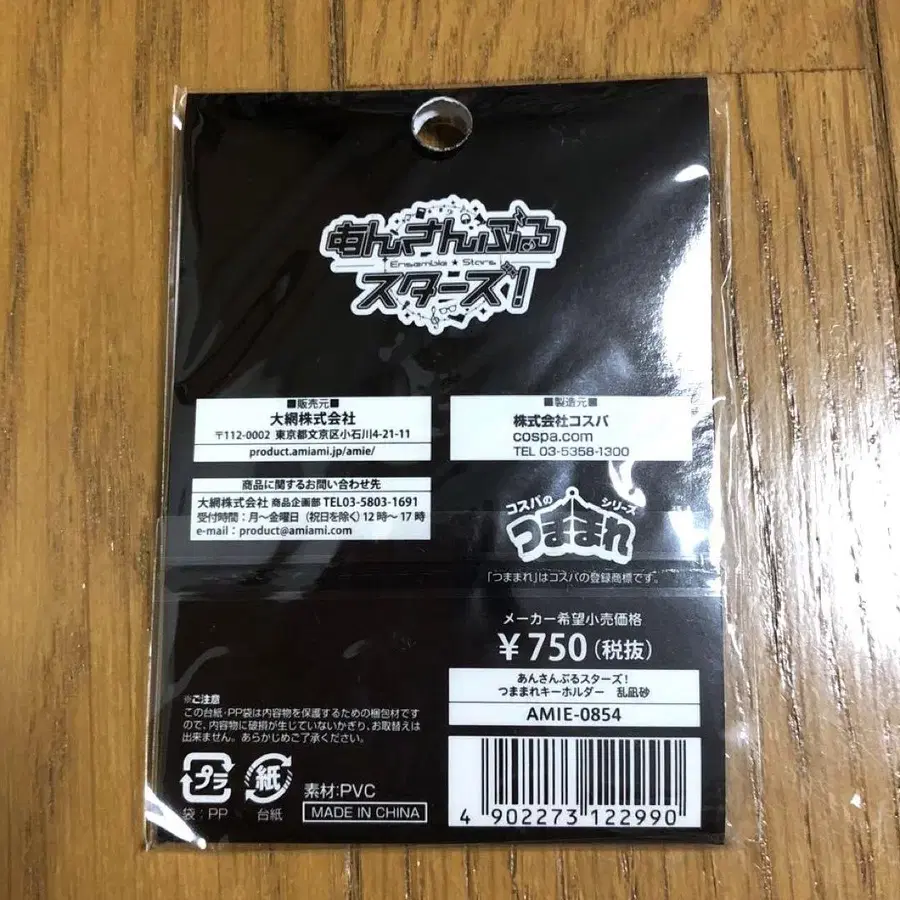 あんさんぶる
Ensemble ★ Stars
スターズ!
■販売元■
大網株式会社
〒112-0002 東京都文京区小石川4-21-11
product.amiami.jp/amie/
■製造元■
株式会社コスパ
cospa.com
TEL 03-5358-1300
商品に関するお問い合わせ先
大網株式会社 商品企画部 TEL03-5803-1691
受付時間:月~金曜日(祝日を除く)12時~17時
e-mail:product@amiami.com
コスパの
シリーズ
つままれ
「つままれ」はコスパの登録商標です。
メーカー希望小売価格
¥750(税抜)
あんさんぶるスターズ!
つままれキーホルダー 乱凪砂
AMIE-0854
4 902273 122990
※ご注意
この台紙・PP袋は内容物を保護するための梱包材ですの
で、内容物に破損が生じていないかぎり、お取替えは
出来ません。あらかじめご了承ください。
プラ
袋:PP
紙
台紙
素材:PVC
MADE IN CHINA